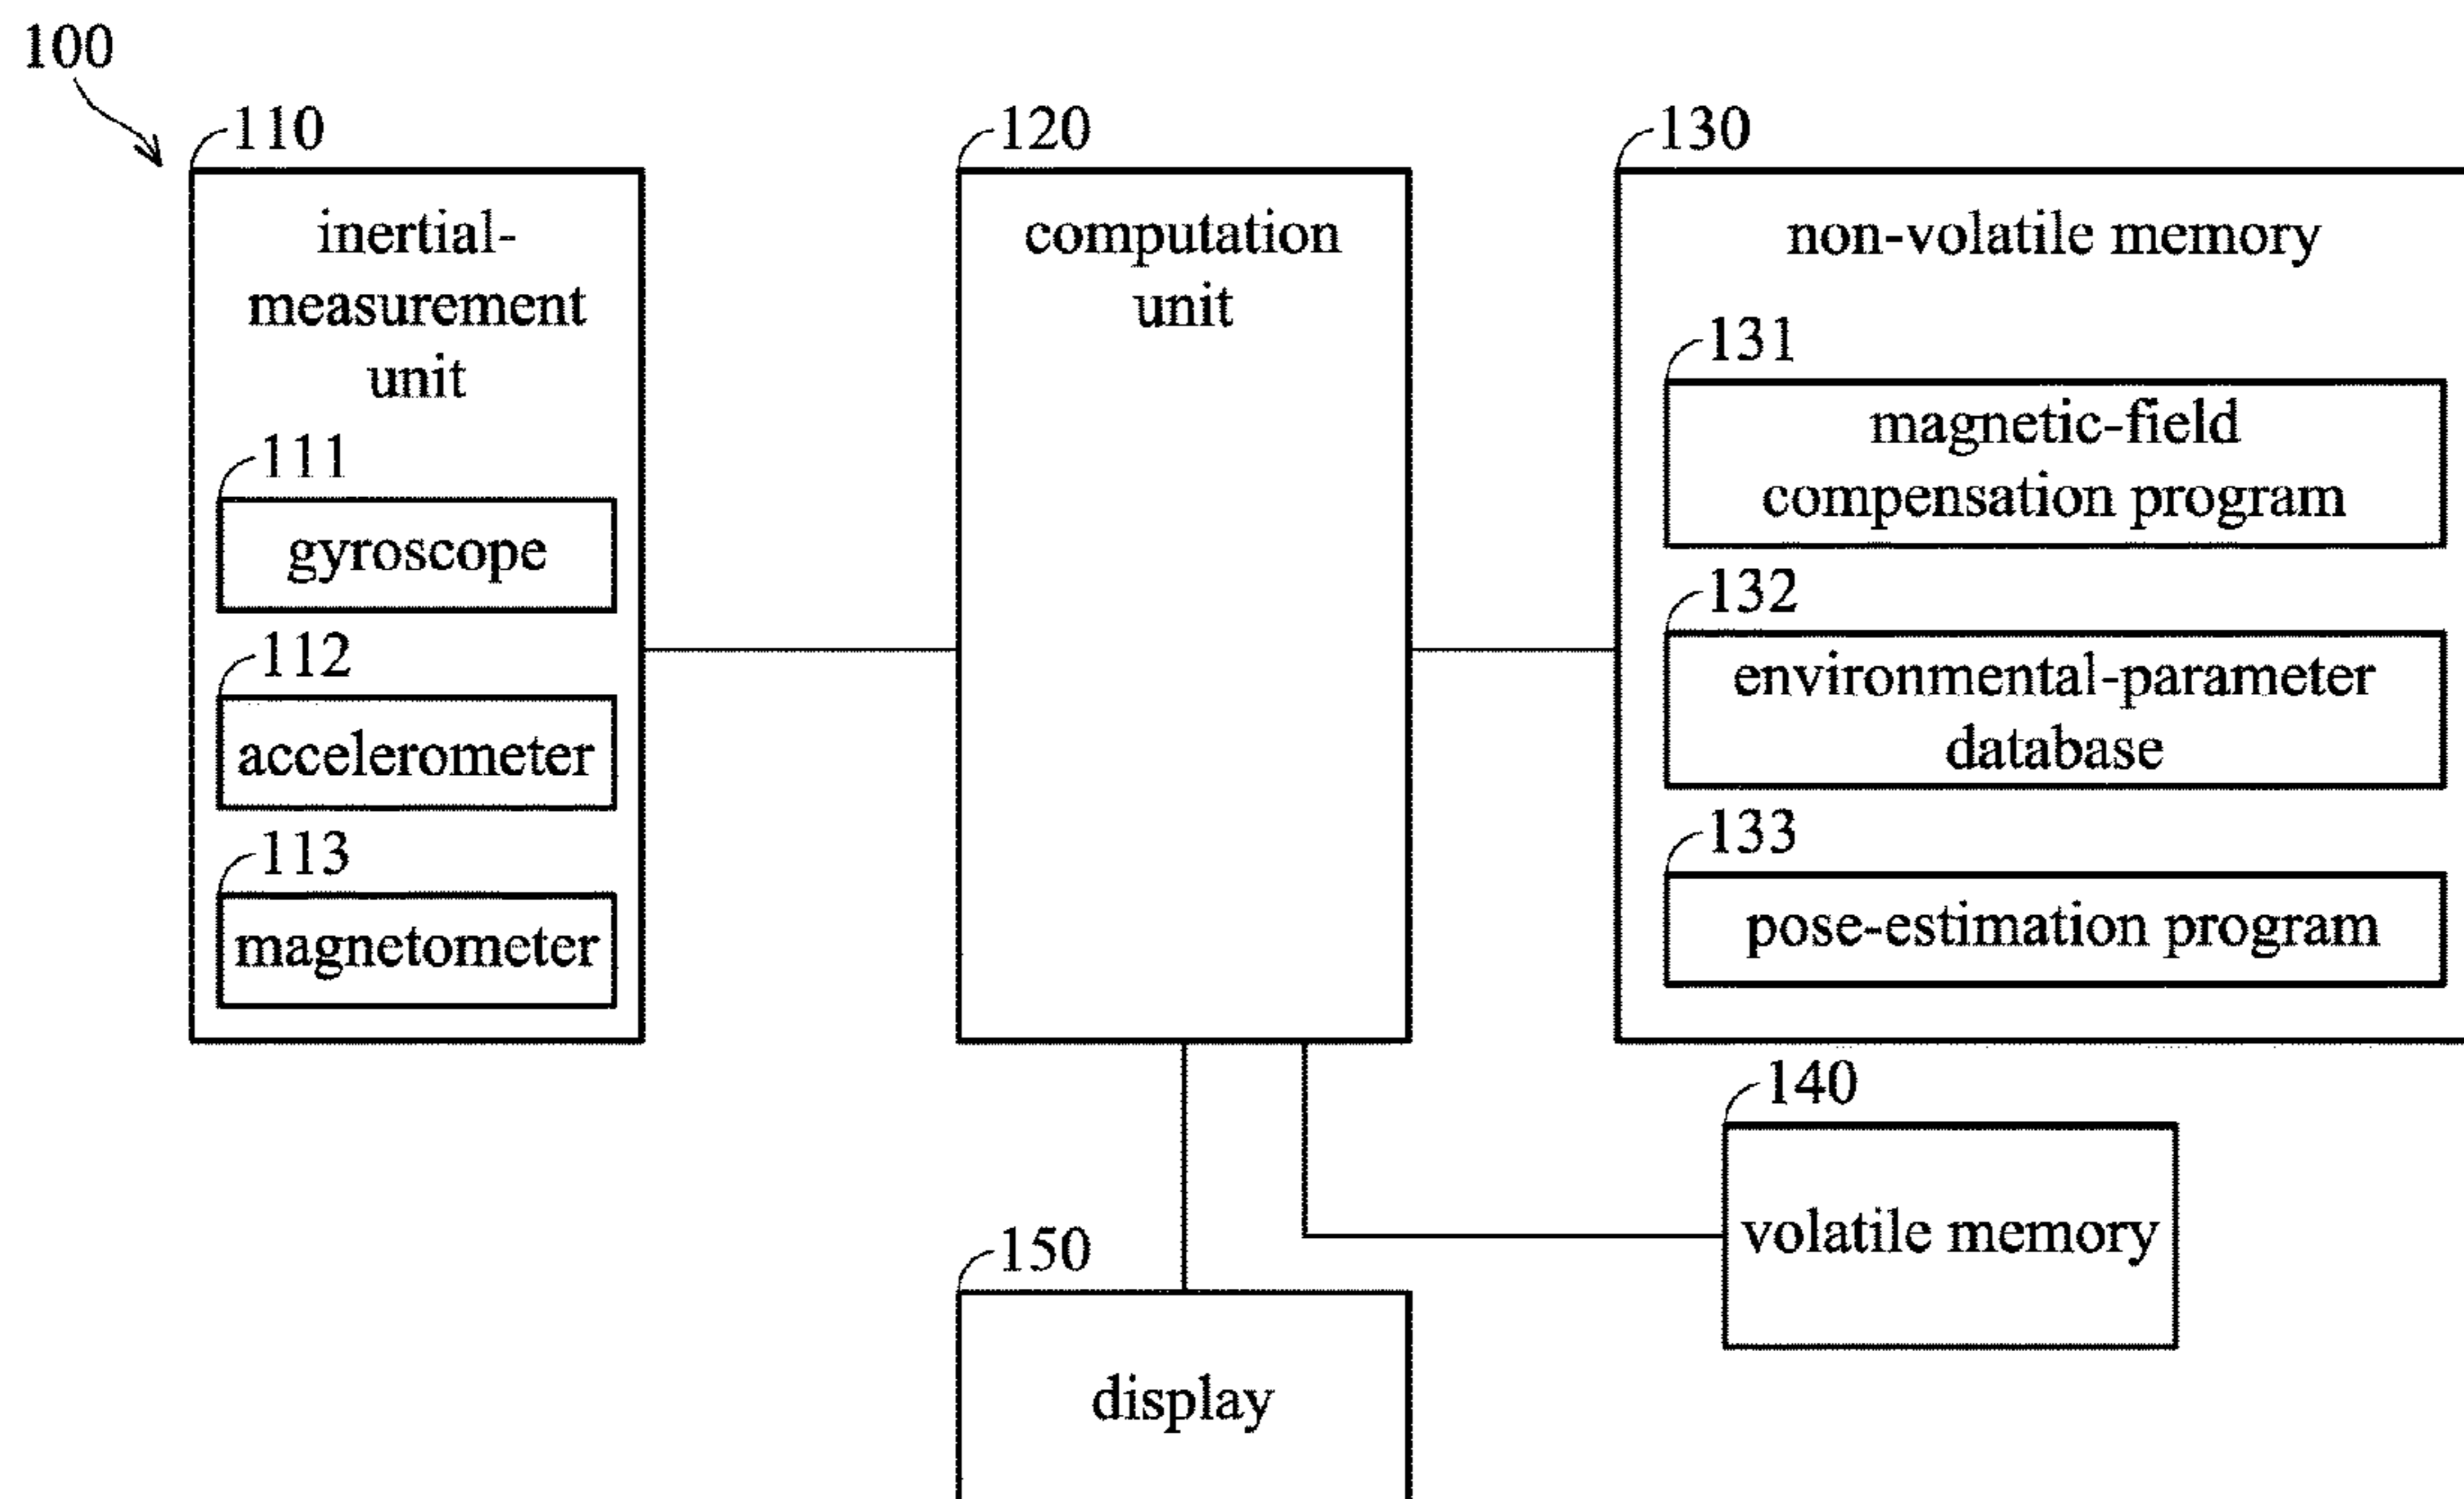 100
110
inertial-
measurement
unit
111
gyroscope
112
accelerometer
113
magnetometer
120
computation
unit
130
non-volatile memory
131
magnetic-field
compensation program
132
environmental-parameter
database
133
pose-estimation program
140
volatile memory
150
display